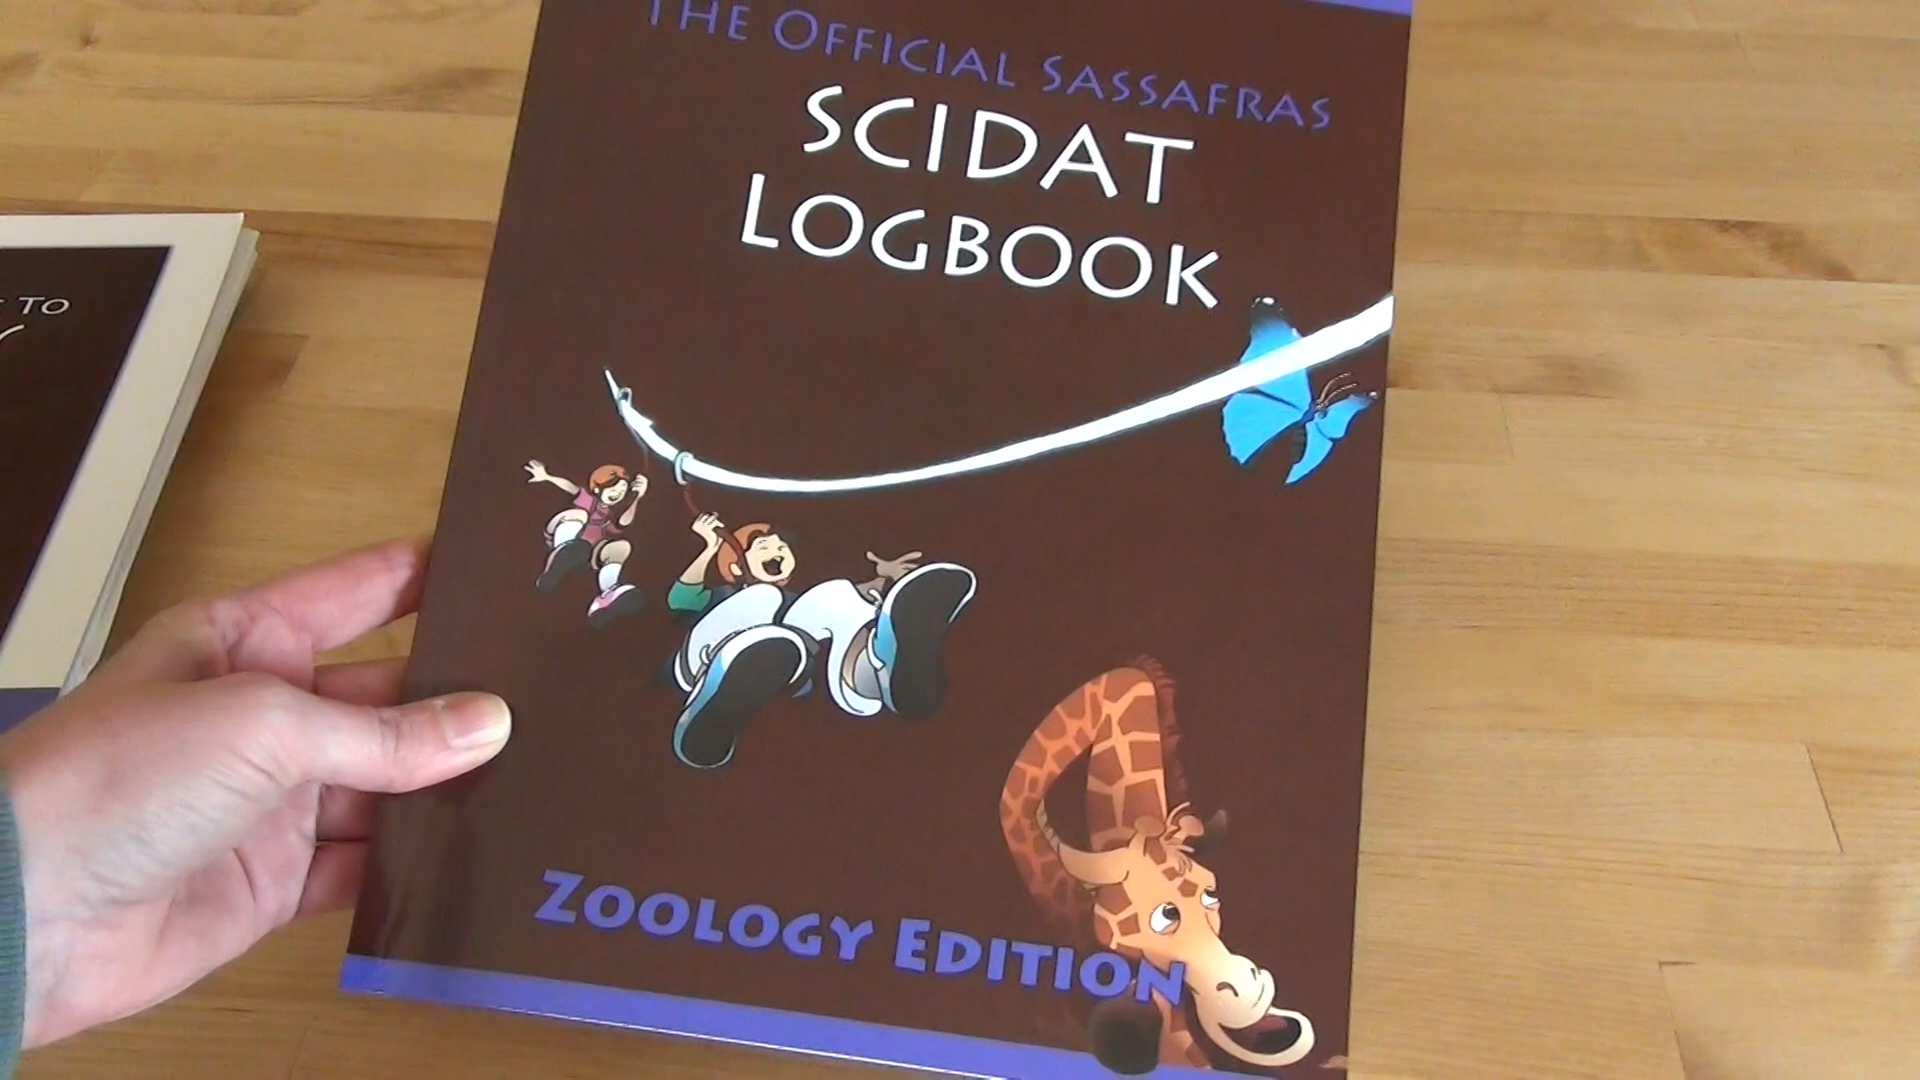 THE OFFICIAL SASSAFRAS
SCIDAT
LOGBOOK
ZOOLOGY EDITION
TO